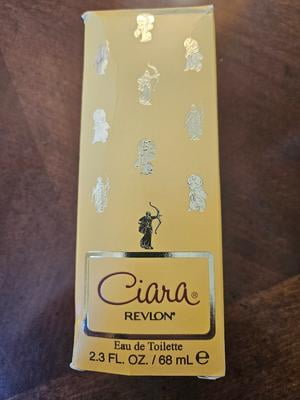 Ciara®
REVLON®
Eau de Toilette
2.3 FL. OZ. / 68 mL ℮